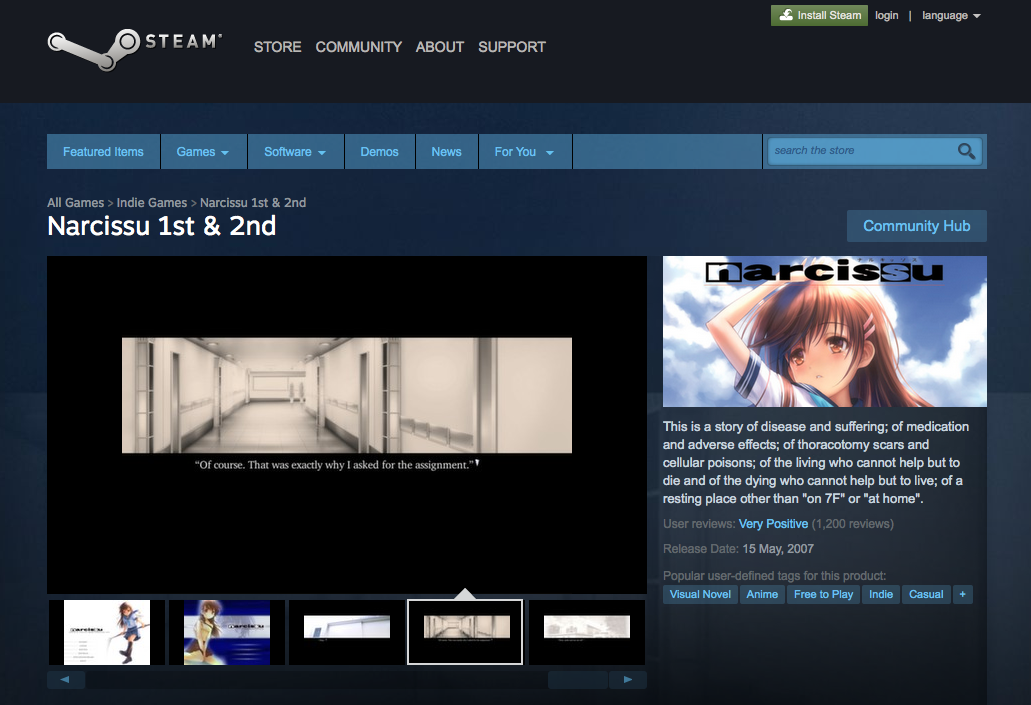 Install Steam login | language
STEAM®
STORE COMMUNITY ABOUT SUPPORT
Featured Items Games Software Demos News For You search the store
All Games > Indie Games > Narcissu 1st & 2nd
Narcissu 1st & 2nd
Community Hub
narcissu
“Of course. That was exactly why I asked for the assignment.”
This is a story of disease and suffering; of medication
and adverse effects; of thoracotomy scars and
cellular poisons; of the living who cannot help but to
die and of the dying who cannot help but to live; of a
resting place other than "on 7F" or "at home".
User reviews: Very Positive (1,200 reviews)
Release Date: 15 May, 2007
Popular user-defined tags for this product:
Visual Novel Anime Free to Play Indie Casual +
narcissu
narcissu